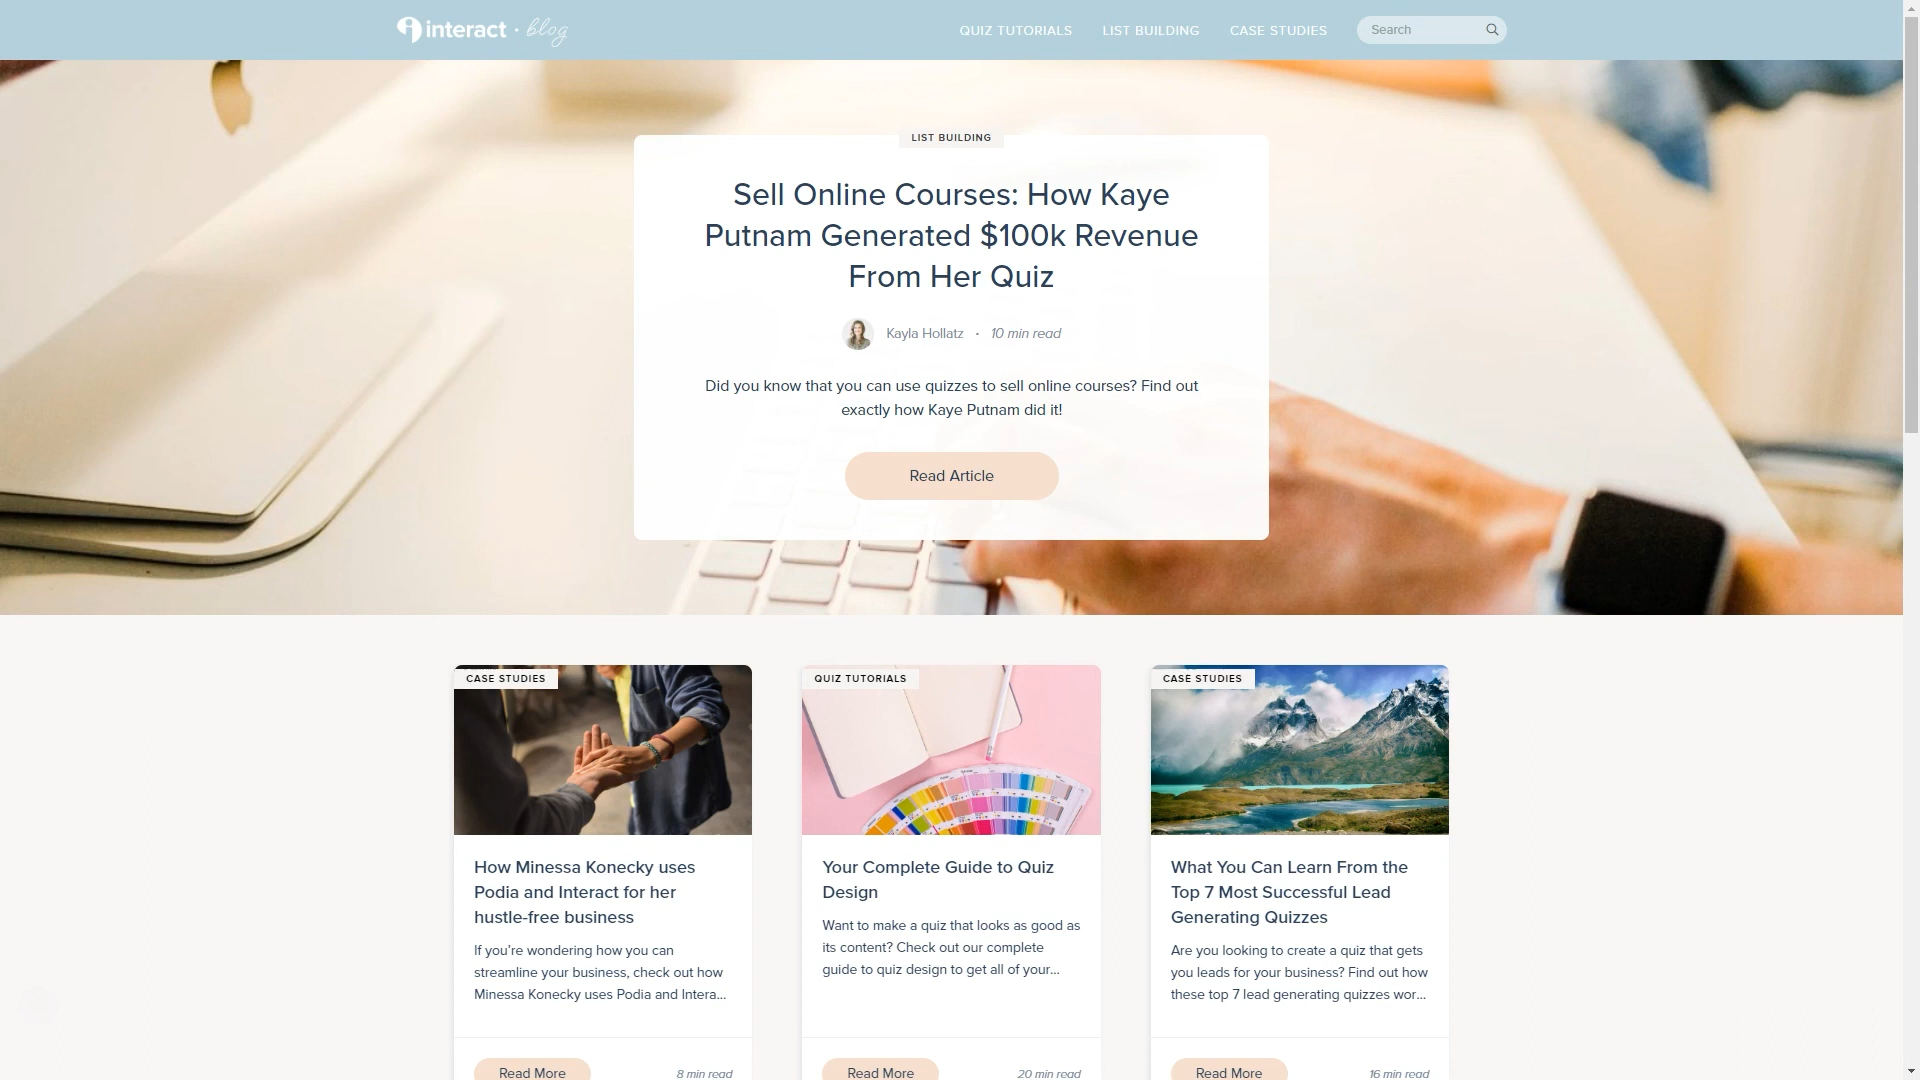 interact · blog
QUIZ TUTORIALS
LIST BUILDING
CASE STUDIES
Search
LIST BUILDING
Sell Online Courses: How Kaye
Putnam Generated $100k Revenue
From Her Quiz
Kayla Hollatz · 10 min read
Did you know that you can use quizzes to sell online courses? Find out
exactly how Kaye Putnam did it!
Read Article
CASE STUDIES
How Minessa Konecky uses
Podia and Interact for her
hustle-free business
If you’re wondering how you can
streamline your business, check out how
Minessa Konecky uses Podia and Intera...
Read More
8 min read
QUIZ TUTORIALS
Your Complete Guide to Quiz
Design
Want to make a quiz that looks as good as
its content? Check out our complete
guide to quiz design to get all of your...
Read More
20 min read
CASE STUDIES
What You Can Learn From the
Top 7 Most Successful Lead
Generating Quizzes
Are you looking to create a quiz that gets
you leads for your business? Find out how
these top 7 lead generating quizzes wor...
Read More
16 min read